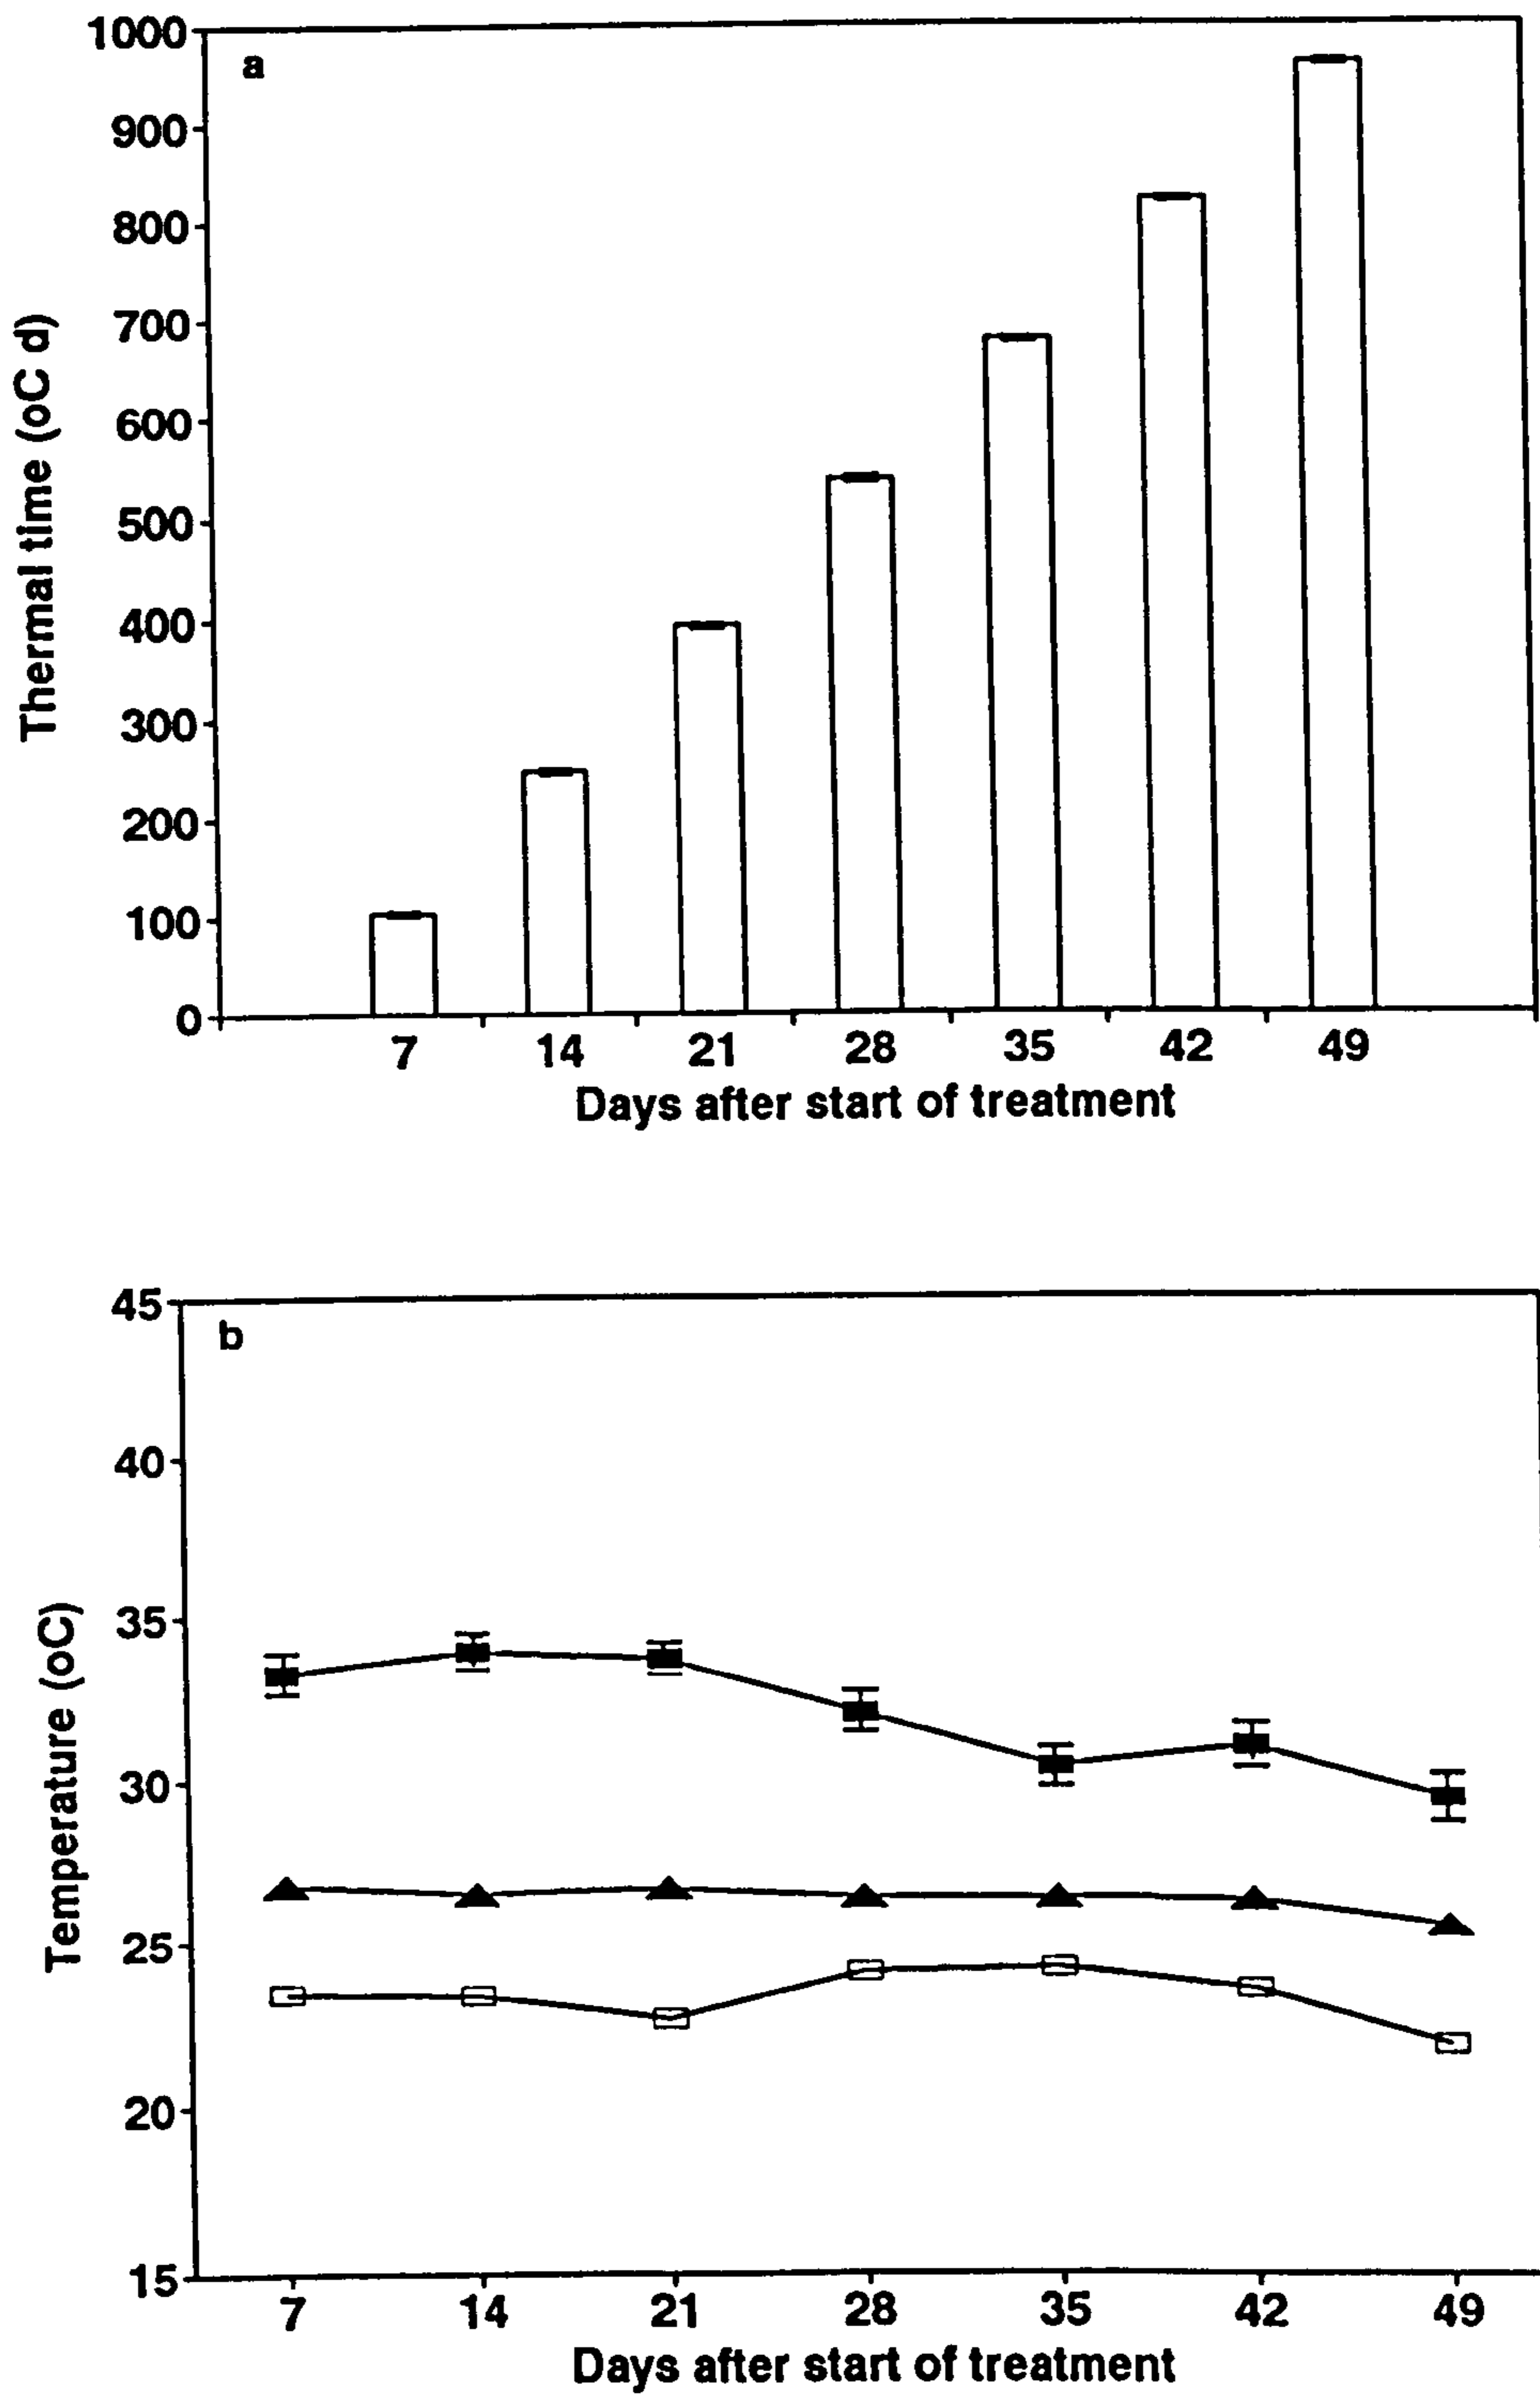 a
1000
900
800
700
600
500
400
300
200
100
0
Thermal time (oC d)
7 14 21 28 35 42 49
Days after start of treatment
b
45
40
35
30
25
20
15
Temperature (oC)
7 14 21 28 35 42 49
Days after start of treatment